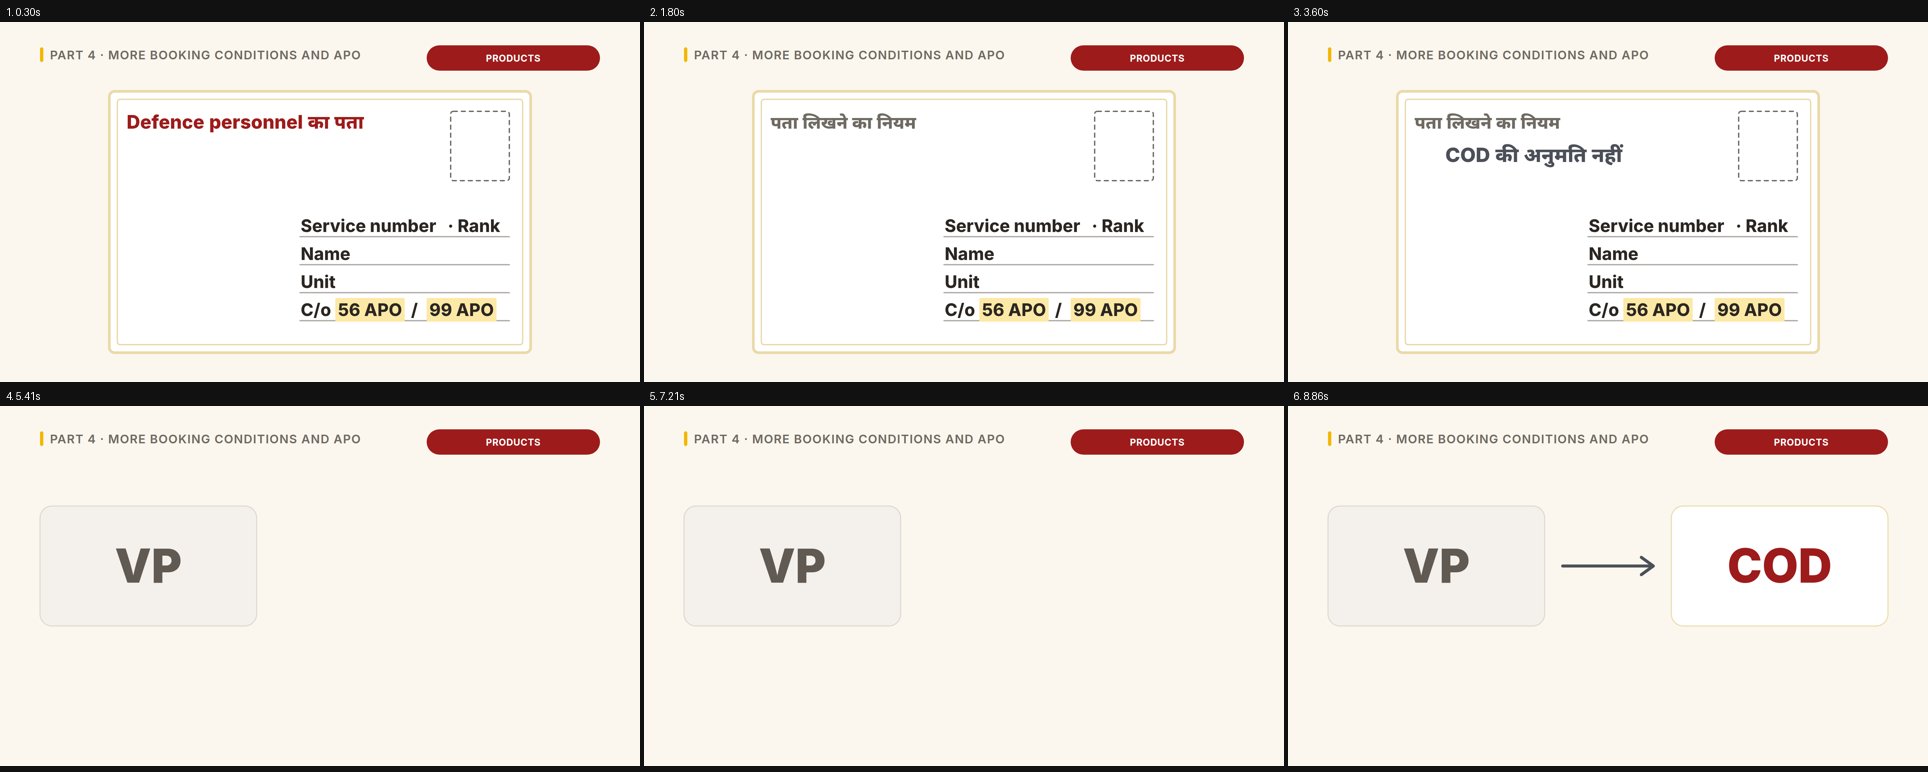 1. 0.30s
PART 4 · MORE BOOKING CONDITIONS AND APO
PRODUCTS
Defence personnel का पता
Service number · Rank
Name
Unit
C/o 56 APO / 99 APO
2. 1.80s
PART 4 · MORE BOOKING CONDITIONS AND APO
PRODUCTS
पता लिखने का नियम
Service number · Rank
Name
Unit
C/o 56 APO / 99 APO
3. 3.60s
PART 4 · MORE BOOKING CONDITIONS AND APO
PRODUCTS
पता लिखने का नियम
COD की अनुमति नहीं
Service number · Rank
Name
Unit
C/o 56 APO / 99 APO
4. 5.41s
PART 4 · MORE BOOKING CONDITIONS AND APO
PRODUCTS
VP
5. 7.21s
PART 4 · MORE BOOKING CONDITIONS AND APO
PRODUCTS
VP
6. 8.86s
PART 4 · MORE BOOKING CONDITIONS AND APO
PRODUCTS
VP
COD